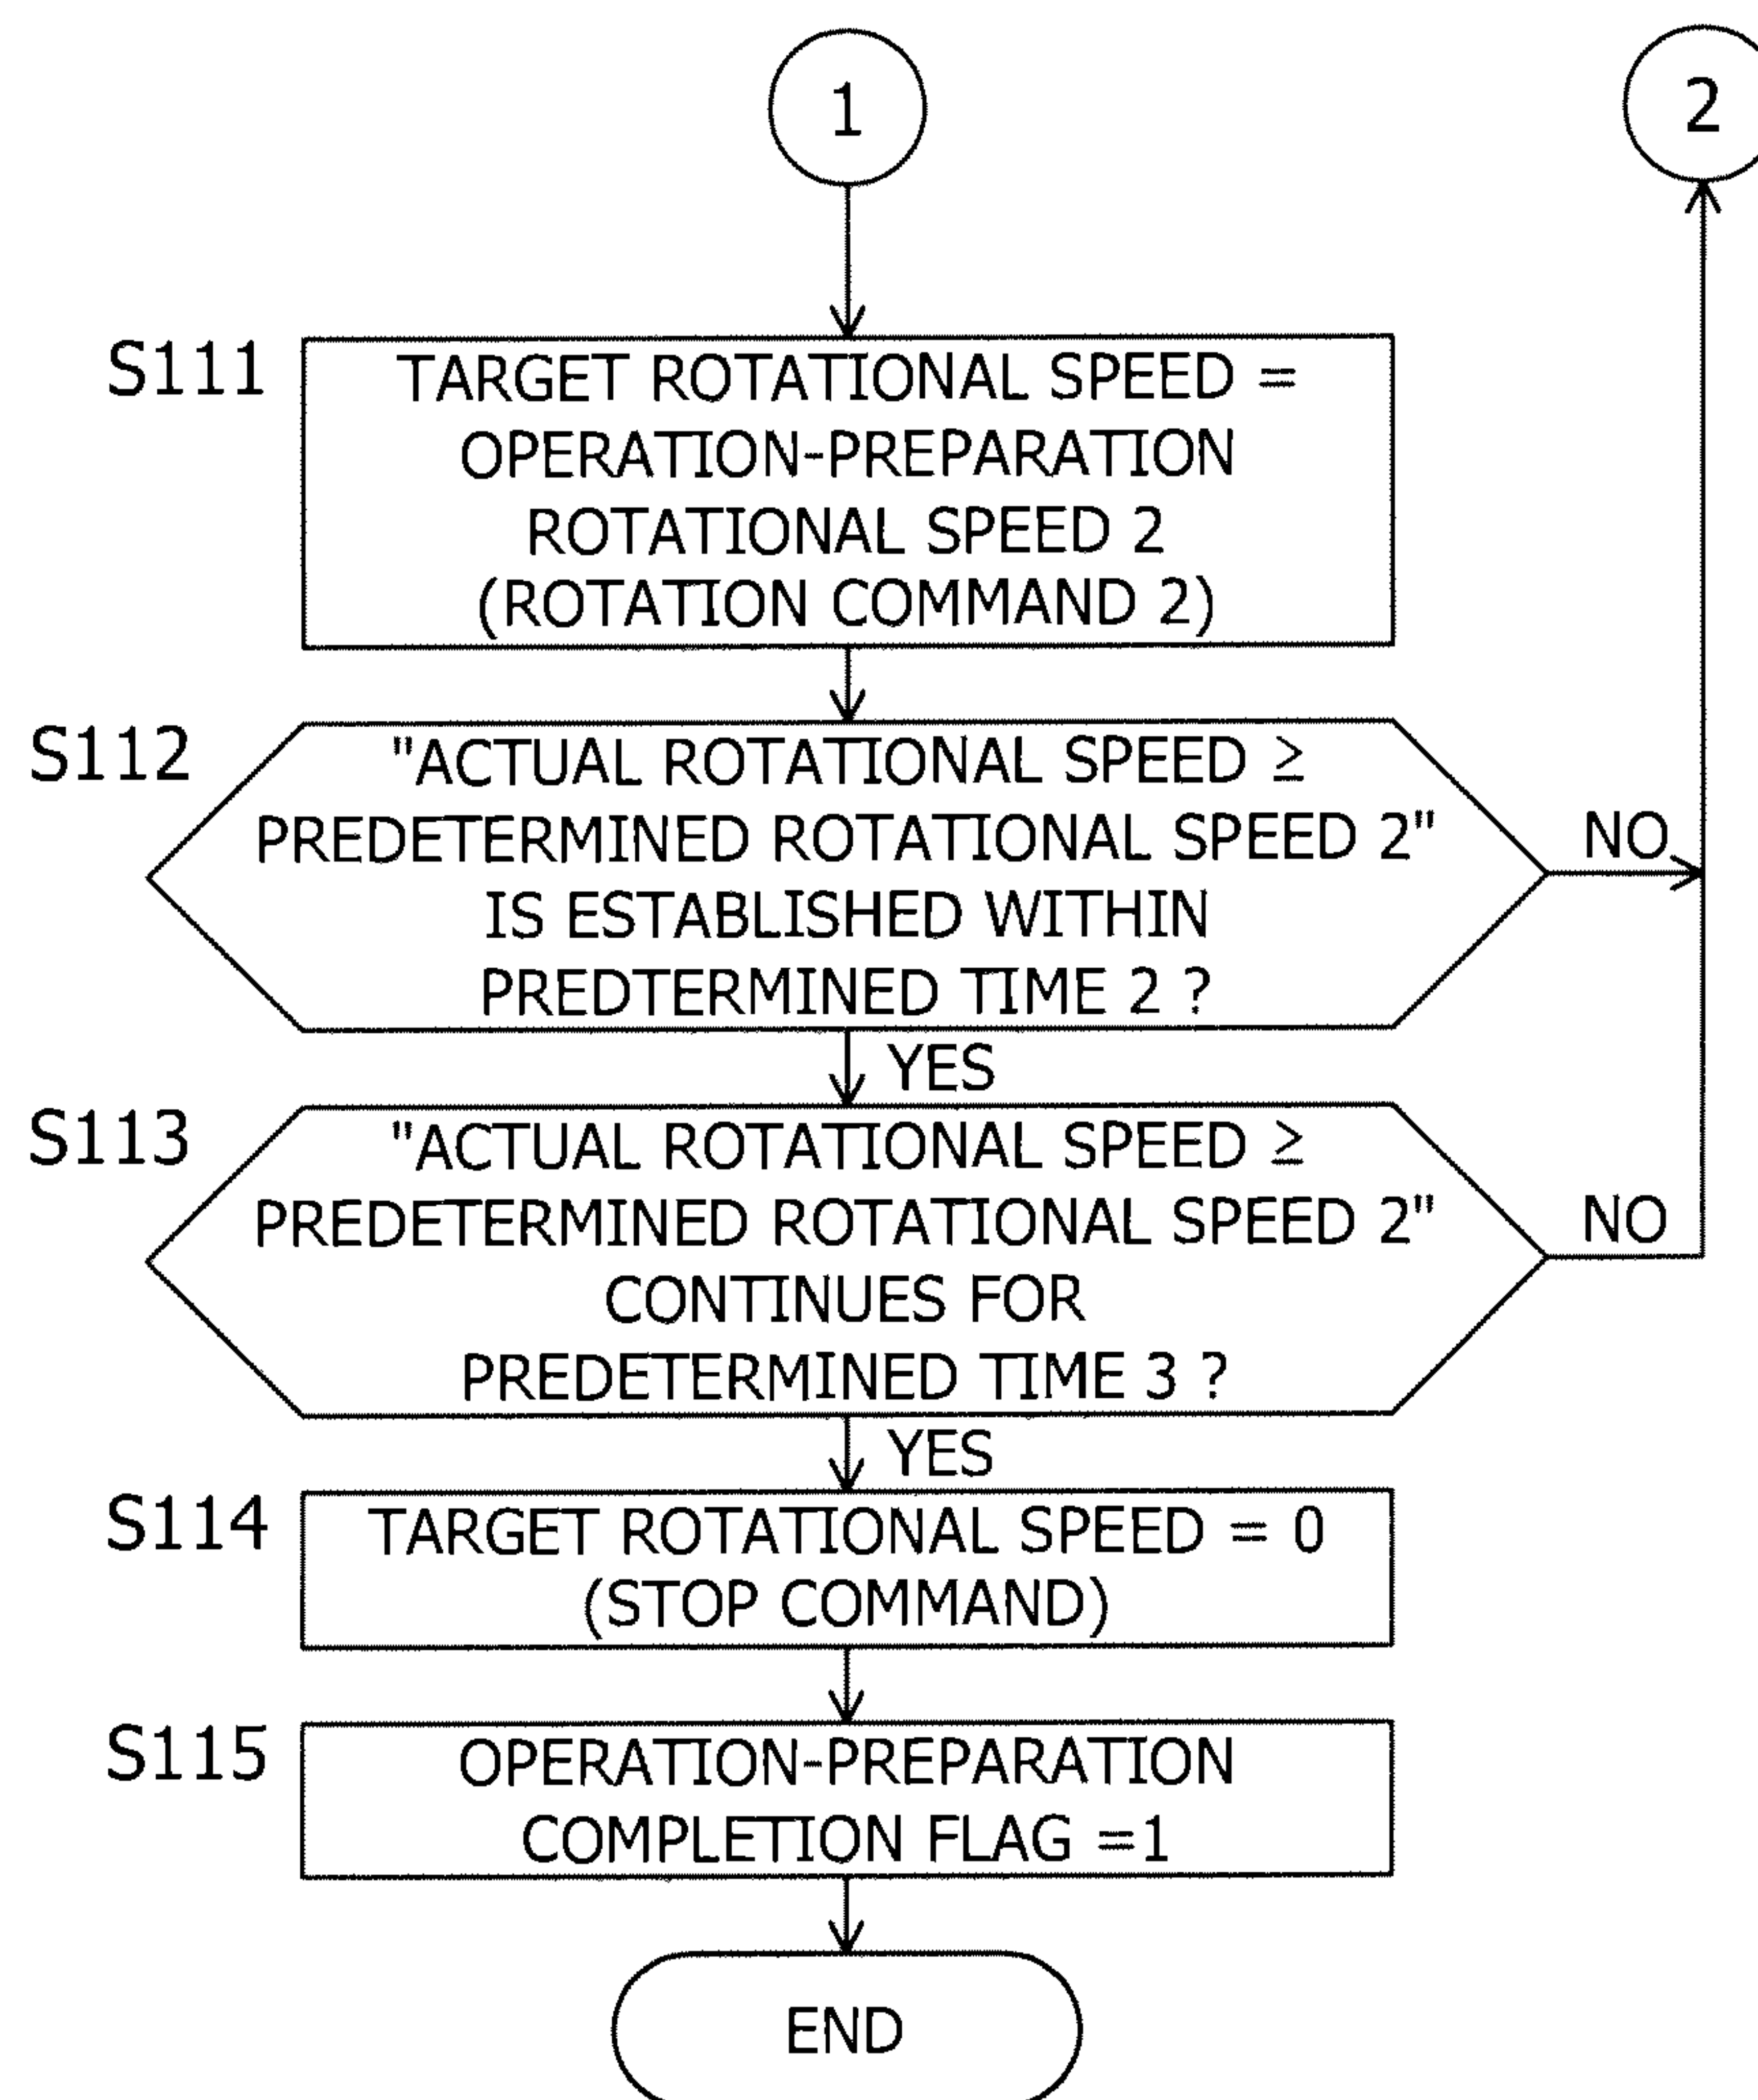 1
2
S111
TARGET ROTATIONAL SPEED =
OPERATION-PREPARATION
ROTATIONAL SPEED 2
(ROTATION COMMAND 2)
S112
"ACTUAL ROTATIONAL SPEED ≥
PREDETERMINED ROTATIONAL SPEED 2"
IS ESTABLISHED WITHIN
PREDTERMINED TIME 2 ?
NO
YES
S113
"ACTUAL ROTATIONAL SPEED ≥
PREDETERMINED ROTATIONAL SPEED 2"
CONTINUES FOR
PREDETERMINED TIME 3 ?
NO
YES
S114
TARGET ROTATIONAL SPEED = 0
(STOP COMMAND)
S115
OPERATION-PREPARATION
COMPLETION FLAG =1
END